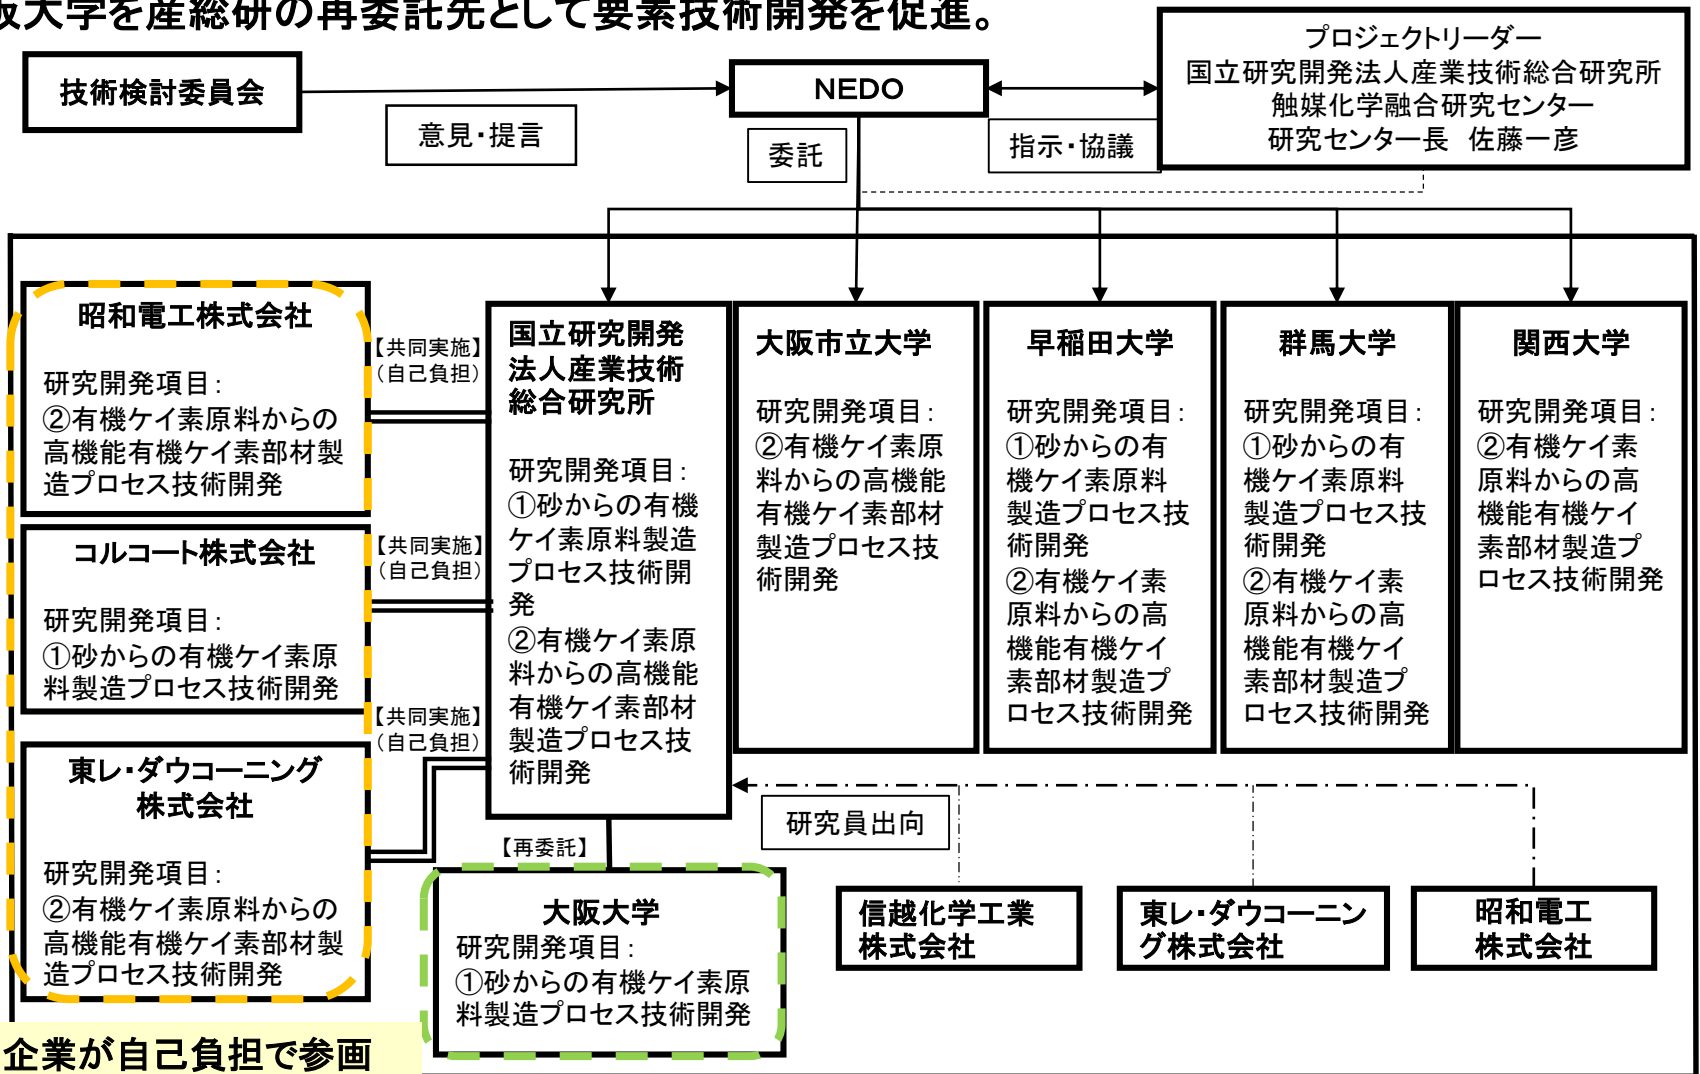 阪大学を産総研の再委託先として要素技術開発を促進。
技術検討委員会
意見・提言
NEDO
委託
指示・協議
プロジェクトリーダー
国立研究開発法人産業技術総合研究所
触媒化学融合研究センター
研究センター長 佐藤一彦
昭和電工株式会社
研究開発項目:
②有機ケイ素原料からの
高機能有機ケイ素部材製
造プロセス技術開発
【共同実施】
(自己負担)
コルコート株式会社
研究開発項目:
①砂からの有機ケイ素原
料製造プロセス技術開発
【共同実施】
(自己負担)
東レ・ダウコーニング
株式会社
研究開発項目:
②有機ケイ素原料からの
高機能有機ケイ素部材製
造プロセス技術開発
【共同実施】
(自己負担)
国立研究開発
法人産業技術
総合研究所
研究開発項目:
①砂からの有機
ケイ素原料製造
プロセス技術開
発
②有機ケイ素原
料からの高機能
有機ケイ素部材
製造プロセス技
術開発
大阪市立大学
研究開発項目:
②有機ケイ素原
料からの高機能
有機ケイ素部材
製造プロセス技
術開発
早稲田大学
研究開発項目:
①砂からの有
機ケイ素原料
製造プロセス技
術開発
②有機ケイ素
原料からの高
機能有機ケイ
素部材製造プ
ロセス技術開発
群馬大学
研究開発項目:
①砂からの有
機ケイ素原料
製造プロセス技
術開発
②有機ケイ素
原料からの高
機能有機ケイ
素部材製造プ
ロセス技術開発
関西大学
研究開発項目:
②有機ケイ素
原料からの高
機能有機ケイ
素部材製造プ
ロセス技術開発
【再委託】
大阪大学
研究開発項目:
①砂からの有機ケイ素原
料製造プロセス技術開発
研究員出向
信越化学工業
株式会社
東レ・ダウコーニン
グ株式会社
昭和電工
株式会社
企業が自己負担で参画